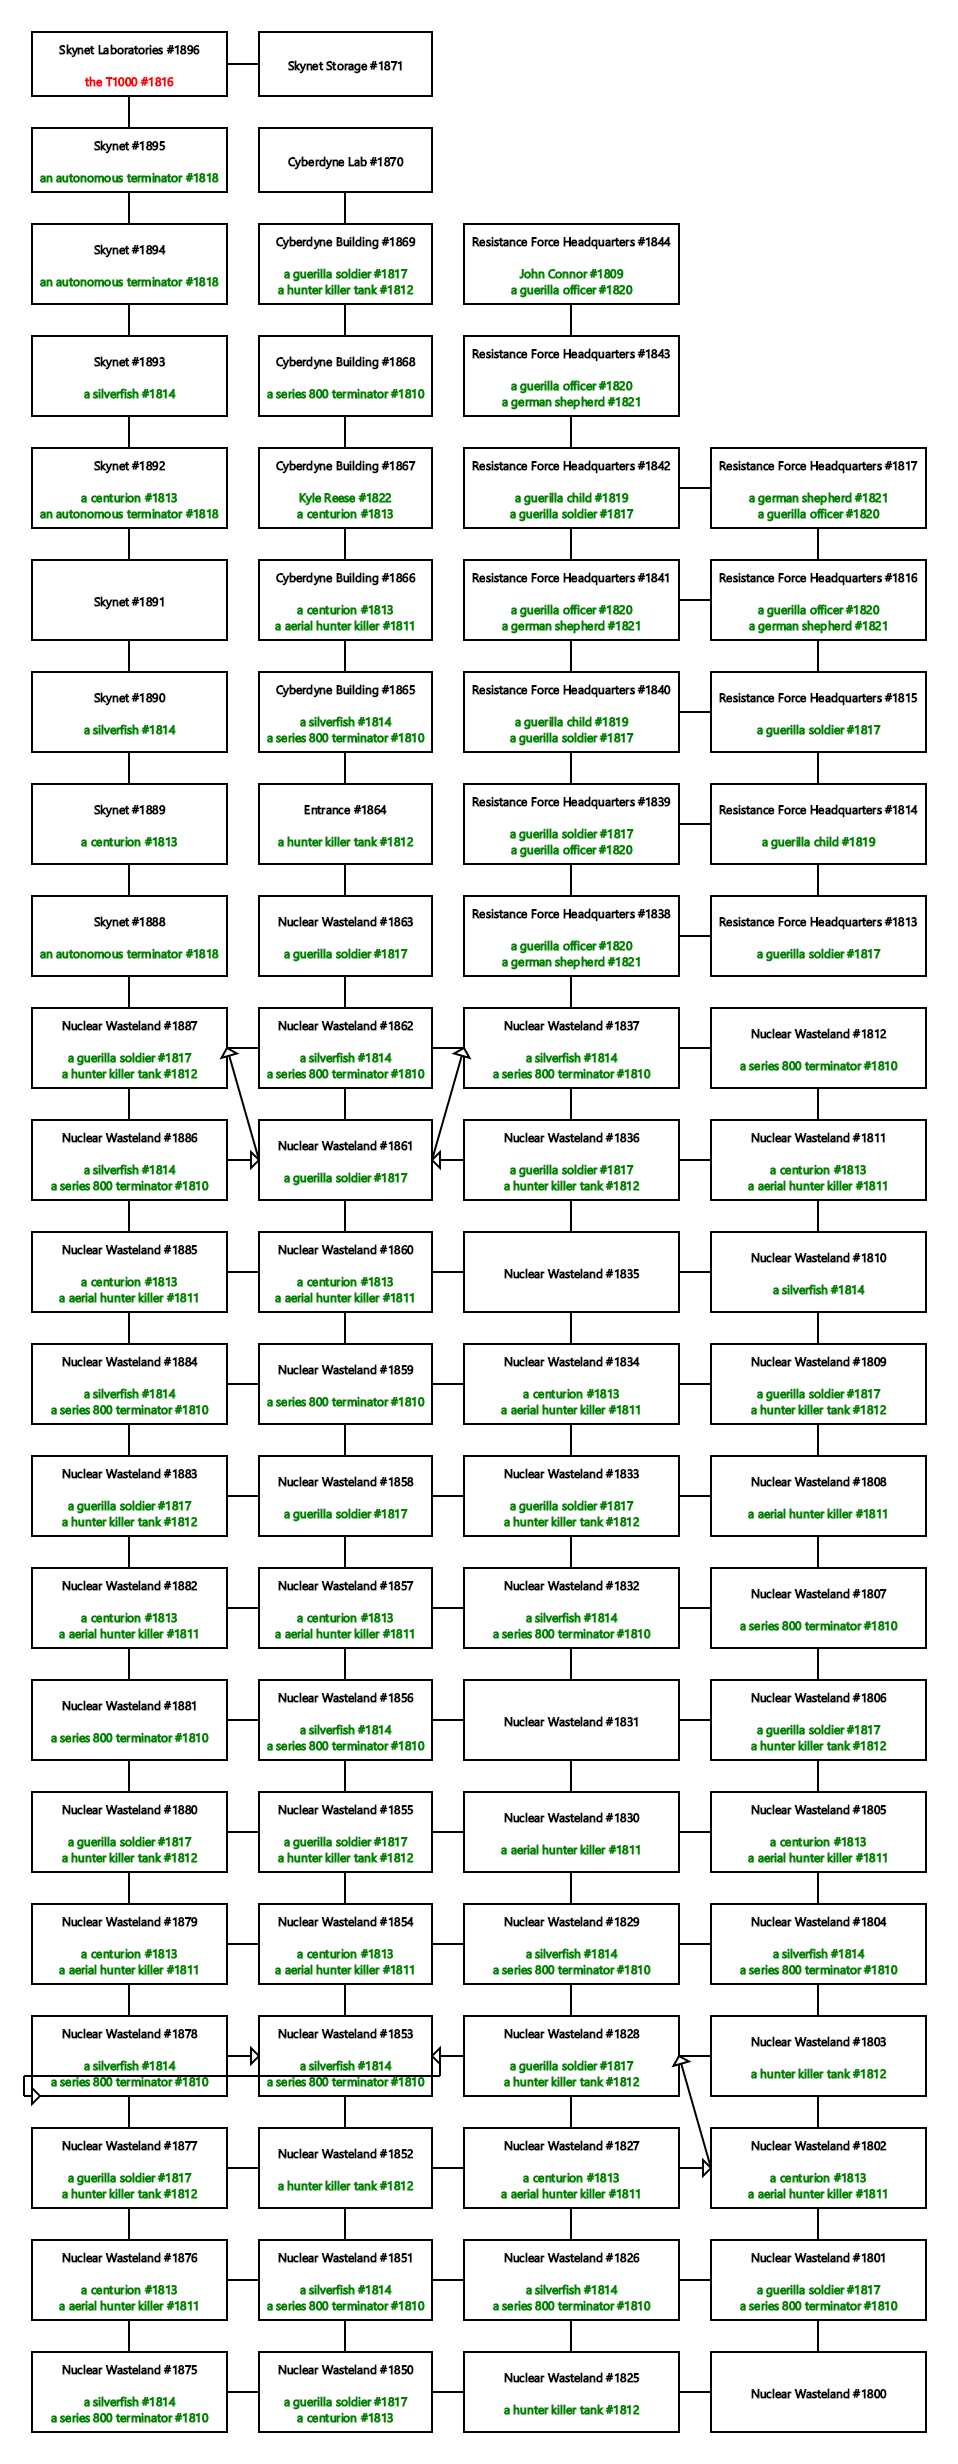 Skynet Laboratories #1896
the T1000 #1816
Skynet Storage #1871
Skynet #1895
an autonomous terminator #1818
Cyberdyne Lab #1870
Skynet #1894
an autonomous terminator #1818
Cyberdyne Building #1869
a guerilla soldier #1817
a hunter killer tank #1812
Resistance Force Headquarters #1844
John Connor #1809
a guerilla officer #1820
Skynet #1893
a silverfish #1814
Cyberdyne Building #1868
a series 800 terminator #1810
Resistance Force Headquarters #1843
a guerilla officer #1820
a german shepherd #1821
Skynet #1892
a centurion #1813
an autonomous terminator #1818
Cyberdyne Building #1867
Kyle Reese #1822
a centurion #1813
Resistance Force Headquarters #1842
a guerilla child #1819
a guerilla soldier #1817
Resistance Force Headquarters #1817
a german shepherd #1821
a guerilla officer #1820
Skynet #1891
Cyberdyne Building #1866
a centurion #1813
a aerial hunter killer #1811
Resistance Force Headquarters #1841
a guerilla officer #1820
a german shepherd #1821
Resistance Force Headquarters #1816
a guerilla officer #1820
a german shepherd #1821
Skynet #1890
a silverfish #1814
Cyberdyne Building #1865
a silverfish #1814
a series 800 terminator #1810
Resistance Force Headquarters #1840
a guerilla child #1819
a guerilla soldier #1817
Resistance Force Headquarters #1815
a guerilla soldier #1817
Skynet #1889
a centurion #1813
Entrance #1864
a hunter killer tank #1812
Resistance Force Headquarters #1839
a guerilla soldier #1817
a guerilla officer #1820
Resistance Force Headquarters #1814
a guerilla child #1819
Skynet #1888
an autonomous terminator #1818
Nuclear Wasteland #1863
a guerilla soldier #1817
Resistance Force Headquarters #1838
a guerilla officer #1820
a german shepherd #1821
Resistance Force Headquarters #1813
a guerilla soldier #1817
Nuclear Wasteland #1887
a guerilla soldier #1817
a hunter killer tank #1812
Nuclear Wasteland #1862
a silverfish #1814
a series 800 terminator #1810
Nuclear Wasteland #1837
a silverfish #1814
a series 800 terminator #1810
Nuclear Wasteland #1812
a series 800 terminator #1810
Nuclear Wasteland #1886
a silverfish #1814
a series 800 terminator #1810
Nuclear Wasteland #1861
a guerilla soldier #1817
Nuclear Wasteland #1836
a guerilla soldier #1817
a hunter killer tank #1812
Nuclear Wasteland #1811
a centurion #1813
a aerial hunter killer #1811
Nuclear Wasteland #1885
a centurion #1813
a aerial hunter killer #1811
Nuclear Wasteland #1860
a centurion #1813
a aerial hunter killer #1811
Nuclear Wasteland #1835
Nuclear Wasteland #1810
a silverfish #1814
Nuclear Wasteland #1884
a silverfish #1814
a series 800 terminator #1810
Nuclear Wasteland #1859
a series 800 terminator #1810
Nuclear Wasteland #1834
a centurion #1813
a aerial hunter killer #1811
Nuclear Wasteland #1809
a guerilla soldier #1817
a hunter killer tank #1812
Nuclear Wasteland #1883
a guerilla soldier #1817
a hunter killer tank #1812
Nuclear Wasteland #1858
a guerilla soldier #1817
Nuclear Wasteland #1833
a guerilla soldier #1817
a hunter killer tank #1812
Nuclear Wasteland #1808
a aerial hunter killer #1811
Nuclear Wasteland #1882
a centurion #1813
a aerial hunter killer #1811
Nuclear Wasteland #1857
a centurion #1813
a aerial hunter killer #1811
Nuclear Wasteland #1832
a silverfish #1814
a series 800 terminator #1810
Nuclear Wasteland #1807
a series 800 terminator #1810
Nuclear Wasteland #1881
a series 800 terminator #1810
Nuclear Wasteland #1856
a silverfish #1814
a series 800 terminator #1810
Nuclear Wasteland #1831
Nuclear Wasteland #1806
a guerilla soldier #1817
a hunter killer tank #1812
Nuclear Wasteland #1880
a guerilla soldier #1817
a hunter killer tank #1812
Nuclear Wasteland #1855
a guerilla soldier #1817
a hunter killer tank #1812
Nuclear Wasteland #1830
a aerial hunter killer #1811
Nuclear Wasteland #1805
a centurion #1813
a aerial hunter killer #1811
Nuclear Wasteland #1879
a centurion #1813
a aerial hunter killer #1811
Nuclear Wasteland #1854
a centurion #1813
a aerial hunter killer #1811
Nuclear Wasteland #1829
a silverfish #1814
a series 800 terminator #1810
Nuclear Wasteland #1804
a silverfish #1814
a series 800 terminator #1810
Nuclear Wasteland #1878
a silverfish #1814
a series 800 terminator #1810
Nuclear Wasteland #1853
a silverfish #1814
a series 800 terminator #1810
Nuclear Wasteland #1828
a guerilla soldier #1817
a hunter killer tank #1812
Nuclear Wasteland #1803
a hunter killer tank #1812
Nuclear Wasteland #1877
a guerilla soldier #1817
a hunter killer tank #1812
Nuclear Wasteland #1852
a hunter killer tank #1812
Nuclear Wasteland #1827
a centurion #1813
a aerial hunter killer #1811
Nuclear Wasteland #1802
a centurion #1813
a aerial hunter killer #1811
Nuclear Wasteland #1876
a centurion #1813
a aerial hunter killer #1811
Nuclear Wasteland #1851
a silverfish #1814
a series 800 terminator #1810
Nuclear Wasteland #1826
a silverfish #1814
a series 800 terminator #1810
Nuclear Wasteland #1801
a guerilla soldier #1817
a series 800 terminator #1810
Nuclear Wasteland #1875
a silverfish #1814
a series 800 terminator #1810
Nuclear Wasteland #1850
a guerilla soldier #1817
a centurion #1813
Nuclear Wasteland #1825
a hunter killer tank #1812
Nuclear Wasteland #1800